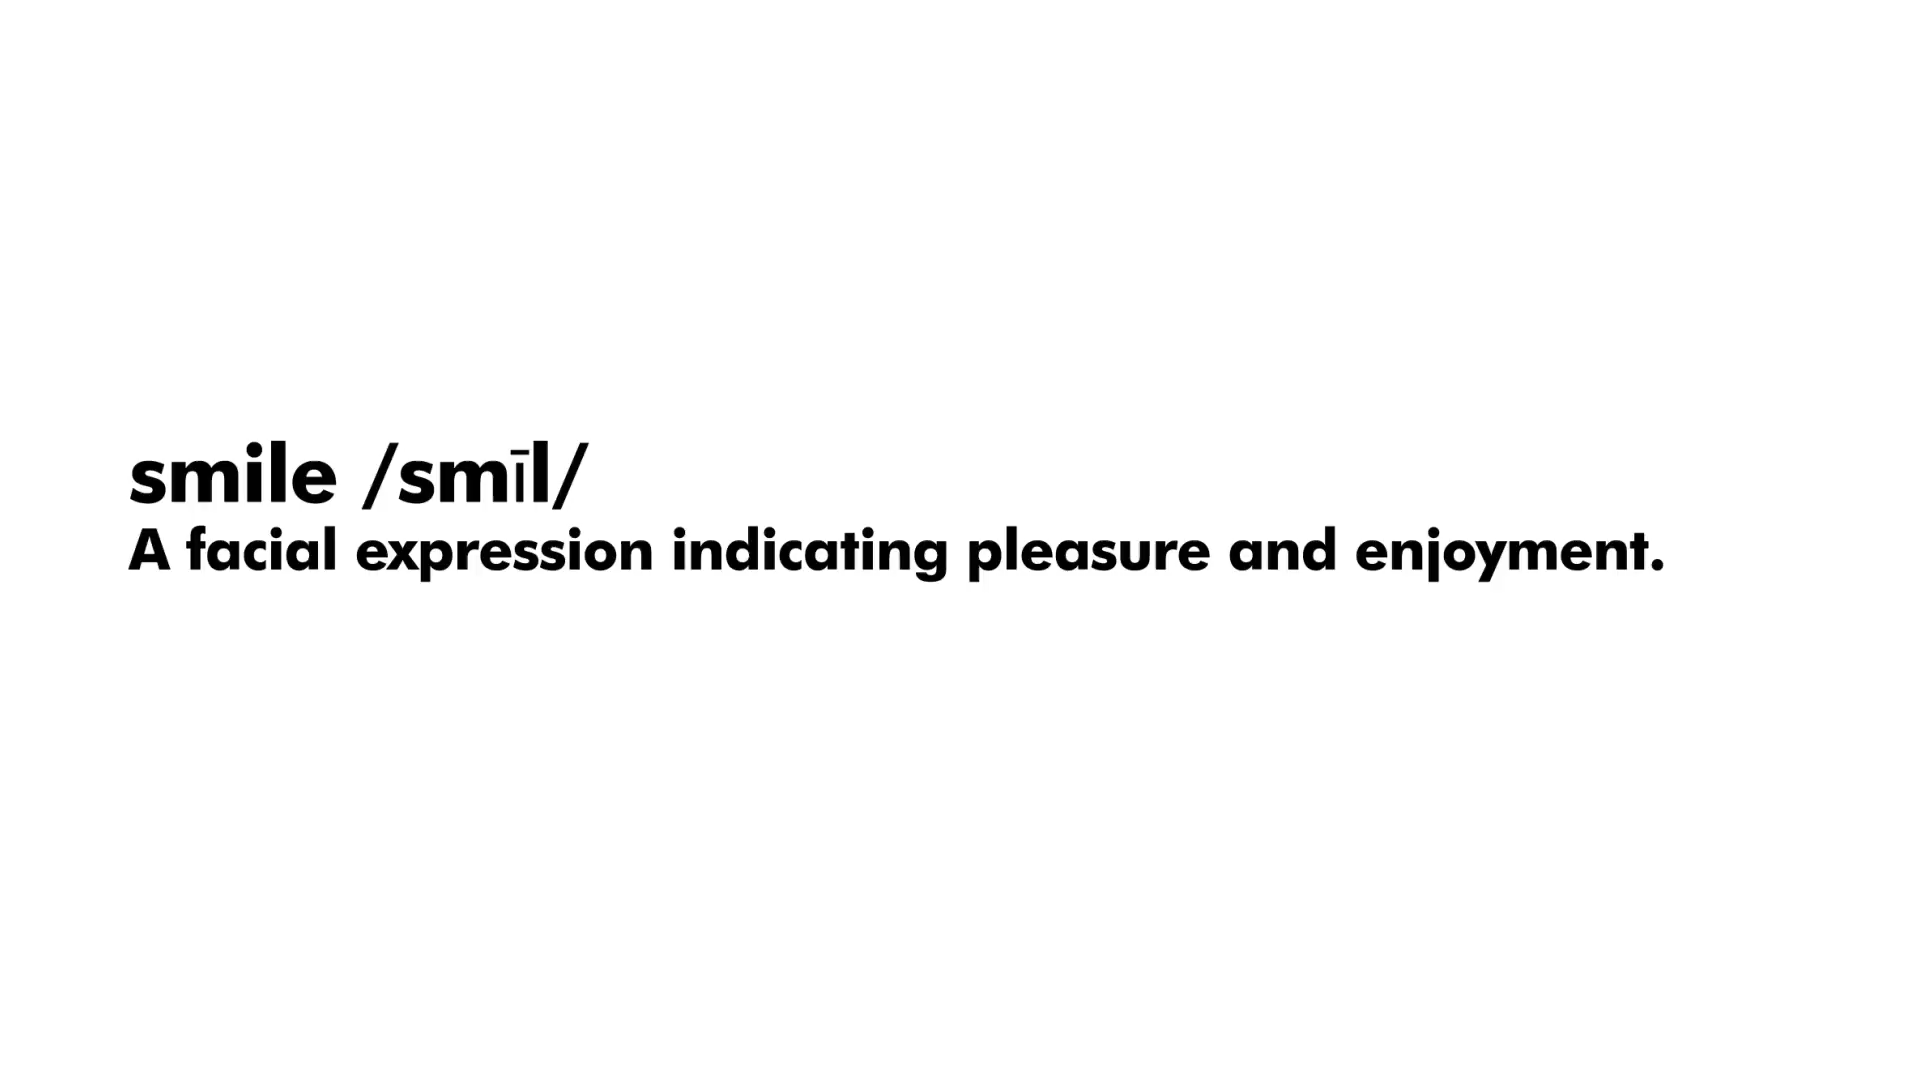 smile /smīl/
A facial expression indicating pleasure and enjoyment.